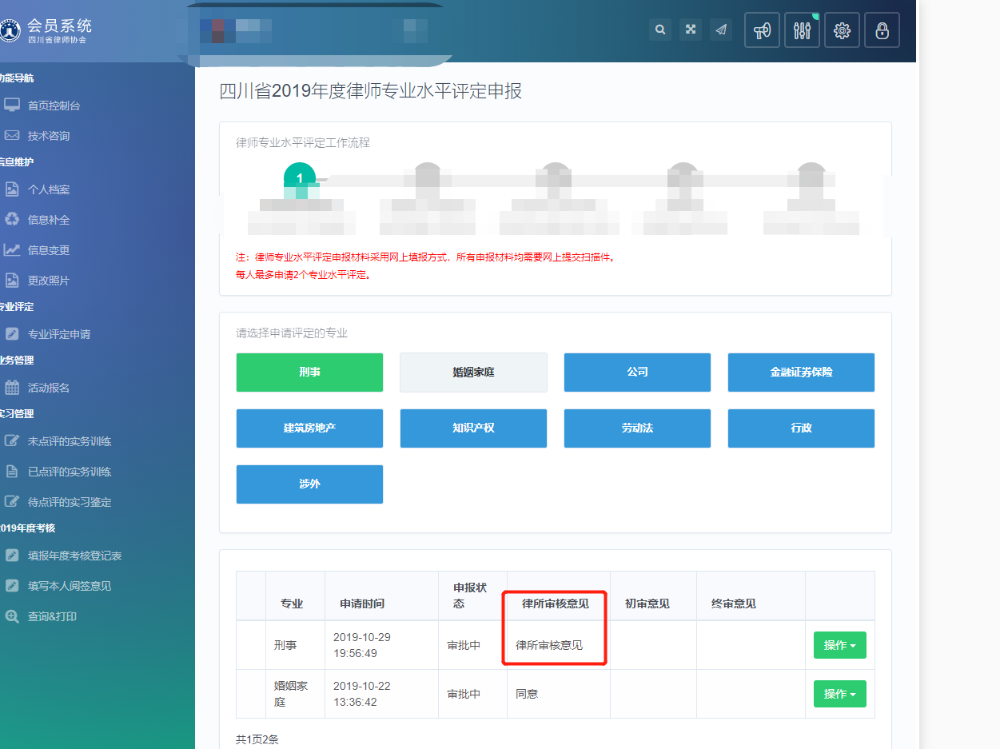 会员系统
四川省律师协会
功能导航
首页控制台
技术咨询
信息维护
个人档案
信息补全
信息变更
更改照片
专业评定
专业评定申请
业务管理
活动报名
实习管理
未点评的实务训练
已点评的实务训练
待点评的实习鉴定
2019年度考核
填报年度考核登记表
填写本人阅签意见
查询&打印
四川省2019年度律师专业水平评定申报
律师专业水平评定工作流程
1
注：律师专业水平评定申报材料采用网上填报方式，所有申报材料均需要网上提交扫描件。
每人最多申请2个专业水平评定。
请选择申请评定的专业
刑事 婚姻家庭 公司 金融证券保险
建筑房地产 知识产权 劳动法 行政
涉外
专业 申请时间 申报状态 律所审核意见 初审意见 终审意见
刑事 2019-10-29 19:56:49 审批中 律所审核意见 操作
婚姻家庭 2019-10-22 13:36:42 审批中 同意 操作
共1页2条